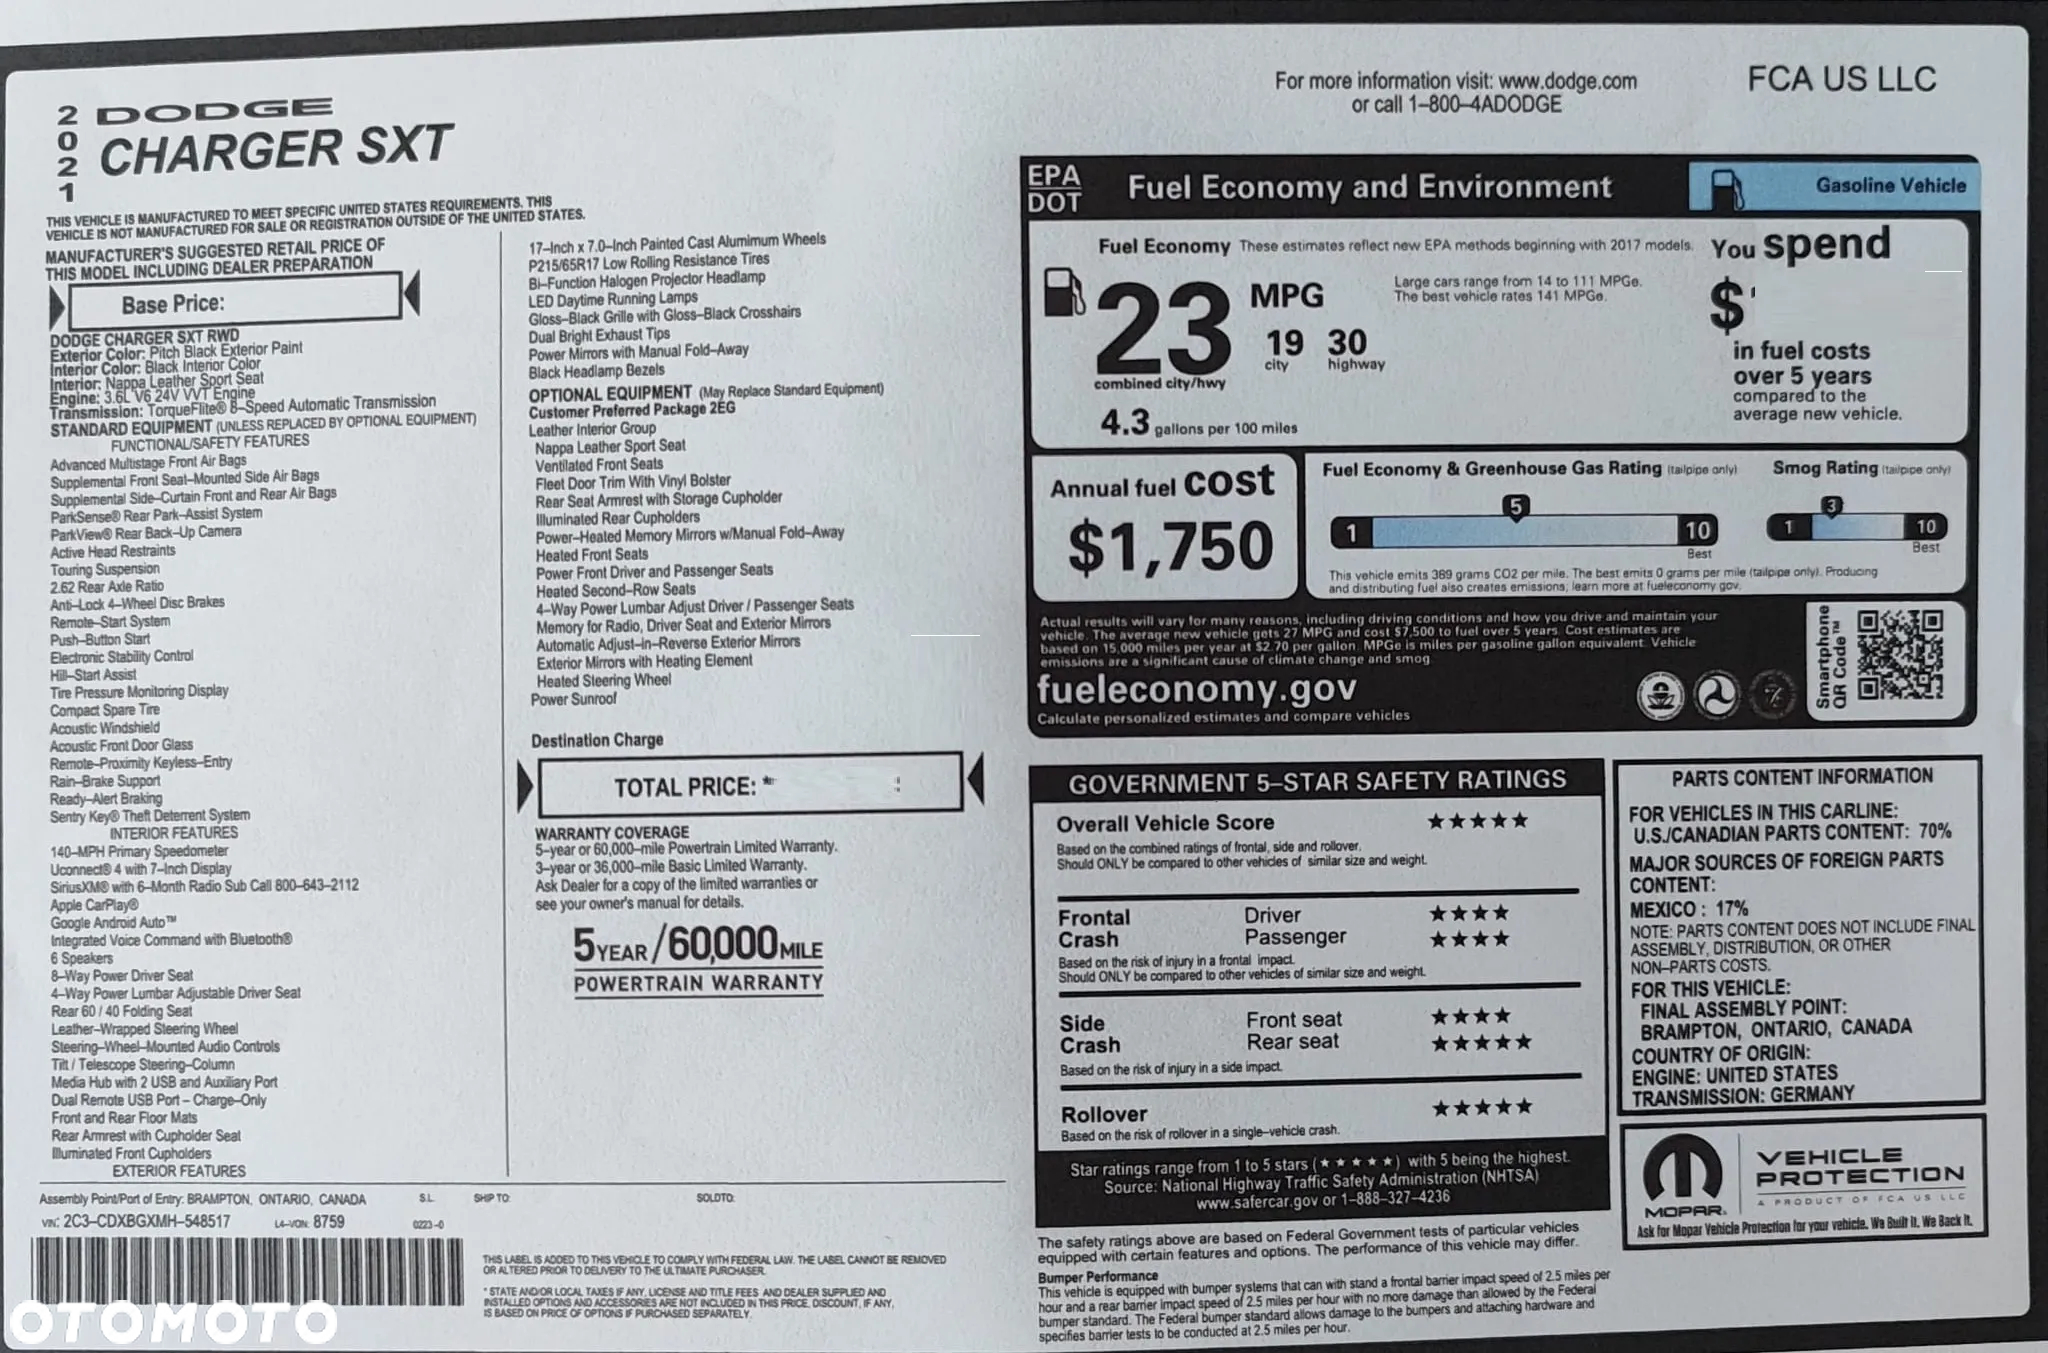 2021
DODGE
CHARGER SXT
THIS VEHICLE IS MANUFACTURED TO MEET SPECIFIC UNITED STATES REQUIREMENTS. THIS
VEHICLE IS NOT MANUFACTURED FOR SALE OR REGISTRATION OUTSIDE OF THE UNITED STATES.
MANUFACTURER'S SUGGESTED RETAIL PRICE OF
THIS MODEL INCLUDING DEALER PREPARATION
Base Price:
DODGE CHARGER SXT RWD
Exterior Color: Pitch Black Exterior Paint
Interior Color: Black Interior Color
Interior: Nappa Leather Sport Seat
Engine: 3.6L V6 24V VVT Engine
Transmission: TorqueFlite® 8-Speed Automatic Transmission
STANDARD EQUIPMENT (UNLESS REPLACED BY OPTIONAL EQUIPMENT)
FUNCTIONAL/SAFETY FEATURES
Advanced Multistage Front Air Bags
Supplemental Front Seat-Mounted Side Air Bags
Supplemental Side-Curtain Front and Rear Air Bags
ParkSense® Rear Park-Assist System
ParkView® Rear Back-Up Camera
Active Head Restraints
Touring Suspension
2.62 Rear Axle Ratio
Anti-Lock 4-Wheel Disc Brakes
Remote-Start System
Push-Button Start
Electronic Stability Control
Hill-Start Assist
Tire Pressure Monitoring Display
Compact Spare Tire
Acoustic Windshield
Acoustic Front Door Glass
Remote-Proximity Keyless-Entry
Rain-Brake Support
Ready-Alert Braking
Sentry Key® Theft Deterrent System
INTERIOR FEATURES
140-MPH Primary Speedometer
Uconnect® 4 with 7-Inch Display
SiriusXM® with 6-Month Radio Sub Call 800-643-2112
Apple CarPlay®
Google Android Auto™
Integrated Voice Command with Bluetooth®
6 Speakers
8-Way Power Driver Seat
4-Way Power Lumbar Adjustable Driver Seat
Rear 60 / 40 Folding Seat
Leather-Wrapped Steering Wheel
Steering-Wheel-Mounted Audio Controls
Tilt / Telescope Steering-Column
Media Hub with 2 USB and Auxiliary Port
Dual Remote USB Port - Charge-Only
Front and Rear Floor Mats
Rear Armrest with Cupholder Seat
Illuminated Front Cupholders
EXTERIOR FEATURES
17-Inch x 7.0-Inch Painted Cast Alumimum Wheels
P215/65R17 Low Rolling Resistance Tires
Bi-Function Halogen Projector Headlamp
LED Daytime Running Lamps
Gloss-Black Grille with Gloss-Black Crosshairs
Dual Bright Exhaust Tips
Power Mirrors with Manual Fold-Away
Black Headlamp Bezels
OPTIONAL EQUIPMENT (May Replace Standard Equipment)
Customer Preferred Package 2EG
Leather Interior Group
Nappa Leather Sport Seat
Ventilated Front Seats
Fleet Door Trim With Vinyl Bolster
Rear Seat Armrest with Storage Cupholder
Illuminated Rear Cupholders
Power-Heated Memory Mirrors w/Manual Fold-Away
Heated Front Seats
Power Front Driver and Passenger Seats
Heated Second-Row Seats
4-Way Power Lumbar Adjust Driver / Passenger Seats
Memory for Radio, Driver Seat and Exterior Mirrors
Automatic Adjust-in-Reverse Exterior Mirrors
Exterior Mirrors with Heating Element
Heated Steering Wheel
Power Sunroof
Destination Charge
TOTAL PRICE: *
WARRANTY COVERAGE
5-year or 60,000-mile Powertrain Limited Warranty.
3-year or 36,000-mile Basic Limited Warranty.
Ask Dealer for a copy of the limited warranties or
see your owner's manual for details.
5 YEAR/60,000 MILE
POWERTRAIN WARRANTY
Assembly Point/Port of Entry: BRAMPTON, ONTARIO, CANADA S.L. SHIP TO: SOLD TO:
VIN: 2C3-CDXBGXMH-548517 L4-VON: 8759 0223-0
THIS LABEL IS ADDED TO THIS VEHICLE TO COMPLY WITH FEDERAL LAW. THE LABEL CANNOT BE REMOVED
OR ALTERED PRIOR TO DELIVERY TO THE ULTIMATE PURCHASER.
* STATE AND/OR LOCAL TAXES IF ANY, LICENSE AND TITLE FEES AND DEALER SUPPLIED AND
INSTALLED OPTIONS AND ACCESSORIES ARE NOT INCLUDED IN THIS PRICE. DISCOUNT, IF ANY,
IS BASED ON PRICE OF OPTIONS IF PURCHASED SEPARATELY.
OTOMOTO
For more information visit: www.dodge.com
or call 1-800-4ADODGE
FCA US LLC
EPA
DOT
Fuel Economy and Environment
Gasoline Vehicle
Fuel Economy These estimates reflect new EPA methods beginning with 2017 models.
23 MPG
19 city
30 highway
combined city/hwy
4.3 gallons per 100 miles
Large cars range from 14 to 111 MPGe.
The best vehicle rates 141 MPGe.
You spend
$
in fuel costs
over 5 years
compared to the
average new vehicle.
Annual fuel cost
$1,750
Fuel Economy & Greenhouse Gas Rating (tailpipe only)
5
1 10
Best
Smog Rating (tailpipe only)
3
1 10
Best
This vehicle emits 389 grams CO2 per mile. The best emits 0 grams per mile (tailpipe only). Producing
and distributing fuel also creates emissions, learn more at fueleconomy.gov.
Actual results will vary for many reasons, including driving conditions and how you drive and maintain your
vehicle. The average new vehicle gets 27 MPG and cost $7,500 to fuel over 5 years. Cost estimates are
based on 15,000 miles per year at $2.70 per gallon. MPGe is miles per gasoline gallon equivalent. Vehicle
emissions are a significant cause of climate change and smog.
fueleconomy.gov
Calculate personalized estimates and compare vehicles
Smartphone
QR Code™
GOVERNMENT 5-STAR SAFETY RATINGS
Overall Vehicle Score ★★★★★
Based on the combined ratings of frontal, side and rollover.
Should ONLY be compared to other vehicles of similar size and weight.
Frontal Driver ★★★★
Crash Passenger ★★★★
Based on the risk of injury in a frontal impact.
Should ONLY be compared to other vehicles of similar size and weight.
Side Front seat ★★★★
Crash Rear seat ★★★★★
Based on the risk of injury in a side impact.
Rollover ★★★★★
Based on the risk of rollover in a single-vehicle crash.
Star ratings range from 1 to 5 stars (★★★★★) with 5 being the highest.
Source: National Highway Traffic Safety Administration (NHTSA)
www.safercar.gov or 1-888-327-4236
The safety ratings above are based on Federal Government tests of particular vehicles
equipped with certain features and options. The performance of this vehicle may differ.
Bumper Performance
This vehicle is equipped with bumper systems that can with stand a frontal barrier impact speed of 2.5 miles per
hour and a rear barrier impact speed of 2.5 miles per hour with no more damage than allowed by the Federal
bumper standard. The Federal bumper standard allows damage to the bumpers and attaching hardware and
specifies barrier tests to be conducted at 2.5 miles per hour.
PARTS CONTENT INFORMATION
FOR VEHICLES IN THIS CARLINE:
U.S./CANADIAN PARTS CONTENT: 70%
MAJOR SOURCES OF FOREIGN PARTS
CONTENT:
MEXICO : 17%
NOTE: PARTS CONTENT DOES NOT INCLUDE FINAL
ASSEMBLY, DISTRIBUTION, OR OTHER
NON-PARTS COSTS.
FOR THIS VEHICLE:
FINAL ASSEMBLY POINT:
BRAMPTON, ONTARIO, CANADA
COUNTRY OF ORIGIN:
ENGINE: UNITED STATES
TRANSMISSION: GERMANY
MOPAR.
VEHICLE
PROTECTION
A PRODUCT OF FCA US LLC
Ask for Mopar Vehicle Protection for your vehicle. We Built It. We Back It.